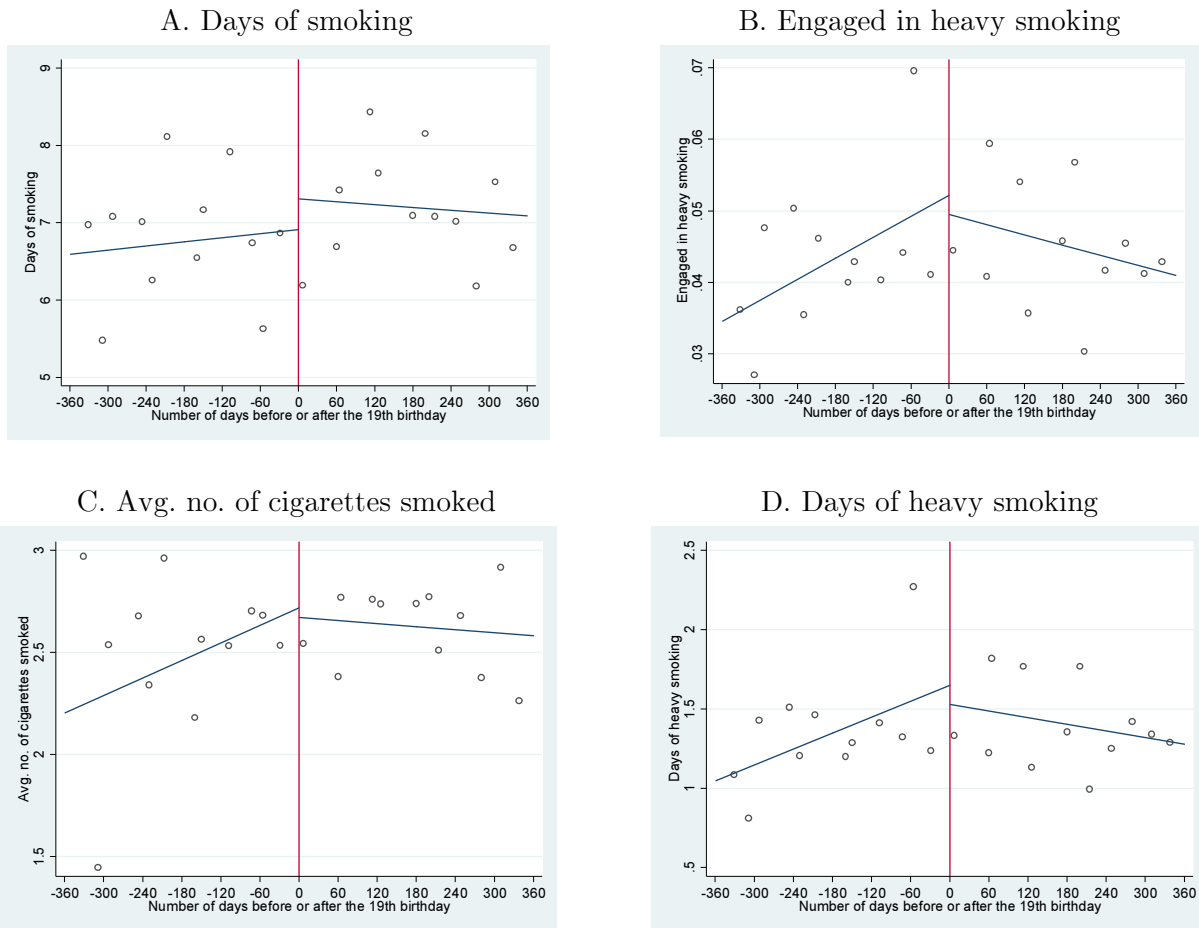 A. Days of smoking
Days of smoking
9
8
7
6
5
-360 -300 -240 -180 -120 -60 0 60 120 180 240 300 360
Number of days before or after the 19th birthday
B. Engaged in heavy smoking
Engaged in heavy smoking
.07
.06
.05
.04
.03
-360 -300 -240 -180 -120 -60 0 60 120 180 240 300 360
Number of days before or after the 19th birthday
C. Avg. no. of cigarettes smoked
Avg. no. of cigarettes smoked
3
2.5
2
1.5
-360 -300 -240 -180 -120 -60 0 60 120 180 240 300 360
Number of days before or after the 19th birthday
D. Days of heavy smoking
Days of heavy smoking
2.5
2
1.5
1
.5
-360 -300 -240 -180 -120 -60 0 60 120 180 240 300 360
Number of days before or after the 19th birthday